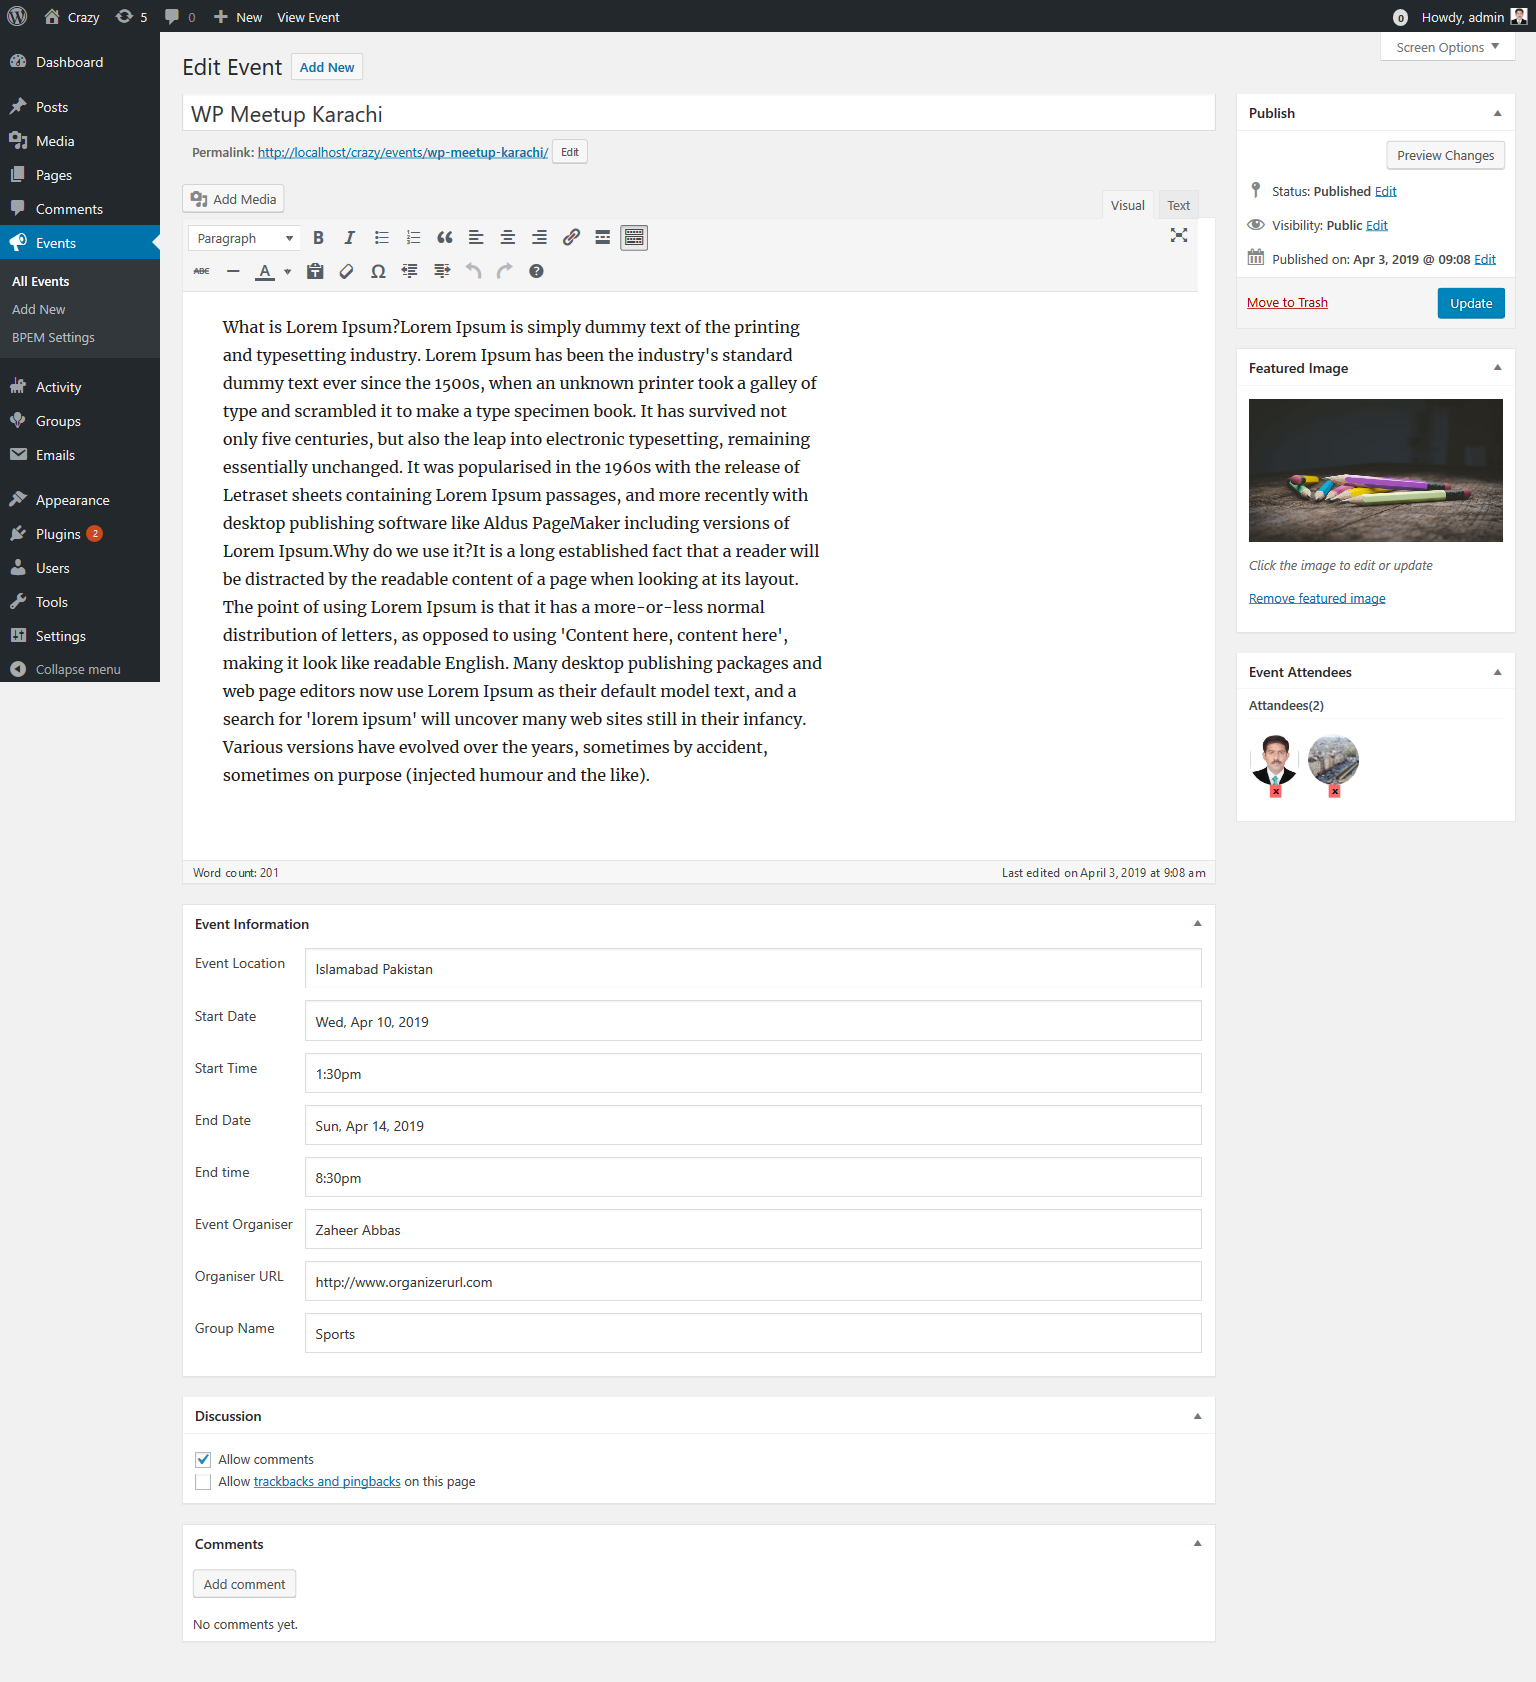 Crazy 5 0 New View Event 0 Howdy, admin
Screen Options
Dashboard
Posts
Media
Pages
Comments
Events
All Events
Add New
BPEM Settings
Activity
Groups
Emails
Appearance
Plugins 2
Users
Tools
Settings
Collapse menu
Edit Event Add New
WP Meetup Karachi
Permalink: http://localhost/crazy/events/wp-meetup-karachi/ Edit
Add Media
Visual Text
Paragraph B I
ABC A Ω
What is Lorem Ipsum?Lorem Ipsum is simply dummy text of the printing
and typesetting industry. Lorem Ipsum has been the industry's standard
dummy text ever since the 1500s, when an unknown printer took a galley of
type and scrambled it to make a type specimen book. It has survived not
only five centuries, but also the leap into electronic typesetting, remaining
essentially unchanged. It was popularised in the 1960s with the release of
Letraset sheets containing Lorem Ipsum passages, and more recently with
desktop publishing software like Aldus PageMaker including versions of
Lorem Ipsum.Why do we use it?It is a long established fact that a reader will
be distracted by the readable content of a page when looking at its layout.
The point of using Lorem Ipsum is that it has a more-or-less normal
distribution of letters, as opposed to using 'Content here, content here',
making it look like readable English. Many desktop publishing packages and
web page editors now use Lorem Ipsum as their default model text, and a
search for 'lorem ipsum' will uncover many web sites still in their infancy.
Various versions have evolved over the years, sometimes by accident,
sometimes on purpose (injected humour and the like).
Word count: 201
Last edited on April 3, 2019 at 9:08 am
Event Information
Event Location Islamabad Pakistan
Start Date Wed, Apr 10, 2019
Start Time 1:30pm
End Date Sun, Apr 14, 2019
End time 8:30pm
Event Organiser Zaheer Abbas
Organiser URL http://www.organizerurl.com
Group Name Sports
Discussion
Allow comments
Allow trackbacks and pingbacks on this page
Comments
Add comment
No comments yet.
Publish
Preview Changes
Status: Published Edit
Visibility: Public Edit
Published on: Apr 3, 2019 @ 09:08 Edit
Move to Trash Update
Featured Image
Click the image to edit or update
Remove featured image
Event Attendees
Attandees(2)